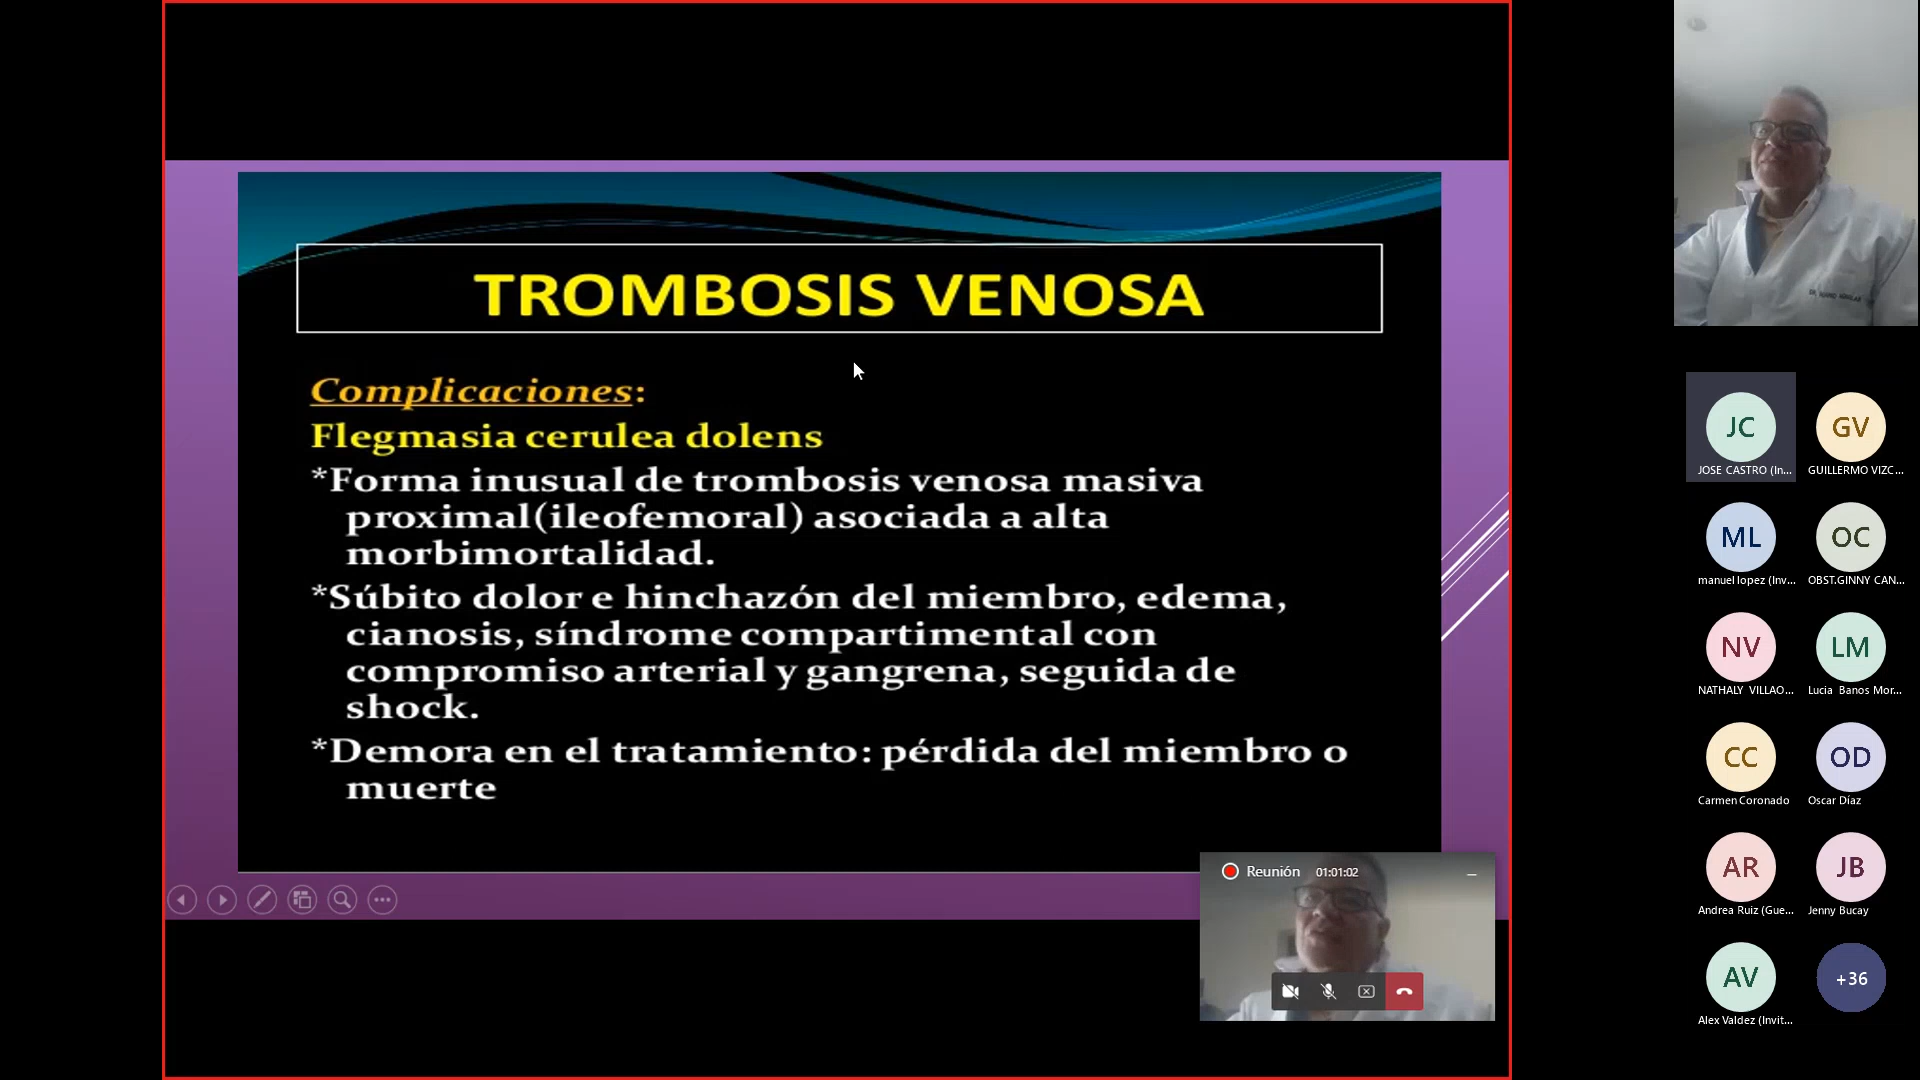 TROMBOSIS VENOSA
Complicaciones:
Flegmasia cerulea dolens
*Forma inusual de trombosis venosa masiva
proximal(ileofemoral) asociada a alta
morbimortalidad.
*Súbito dolor e hinchazón del miembro, edema,
cianosis, síndrome compartimental con
compromiso arterial y gangrena, seguida de
shock.
*Demora en el tratamiento: pérdida del miembro o
muerte
Reunión 01:01:02
JC GV
JOSE CASTRO (In... GUILLERMO VIZC...
ML OC
manuel lopez (Inv... OBST.GINNY CAN...
NV LM
NATHALY VILLAO... Lucia Banos Mor...
CC OD
Carmen Coronado Oscar Díaz
AR JB
Andrea Ruiz (Gue... Jenny Bucay
AV +36
Alex Valdez (Invit...